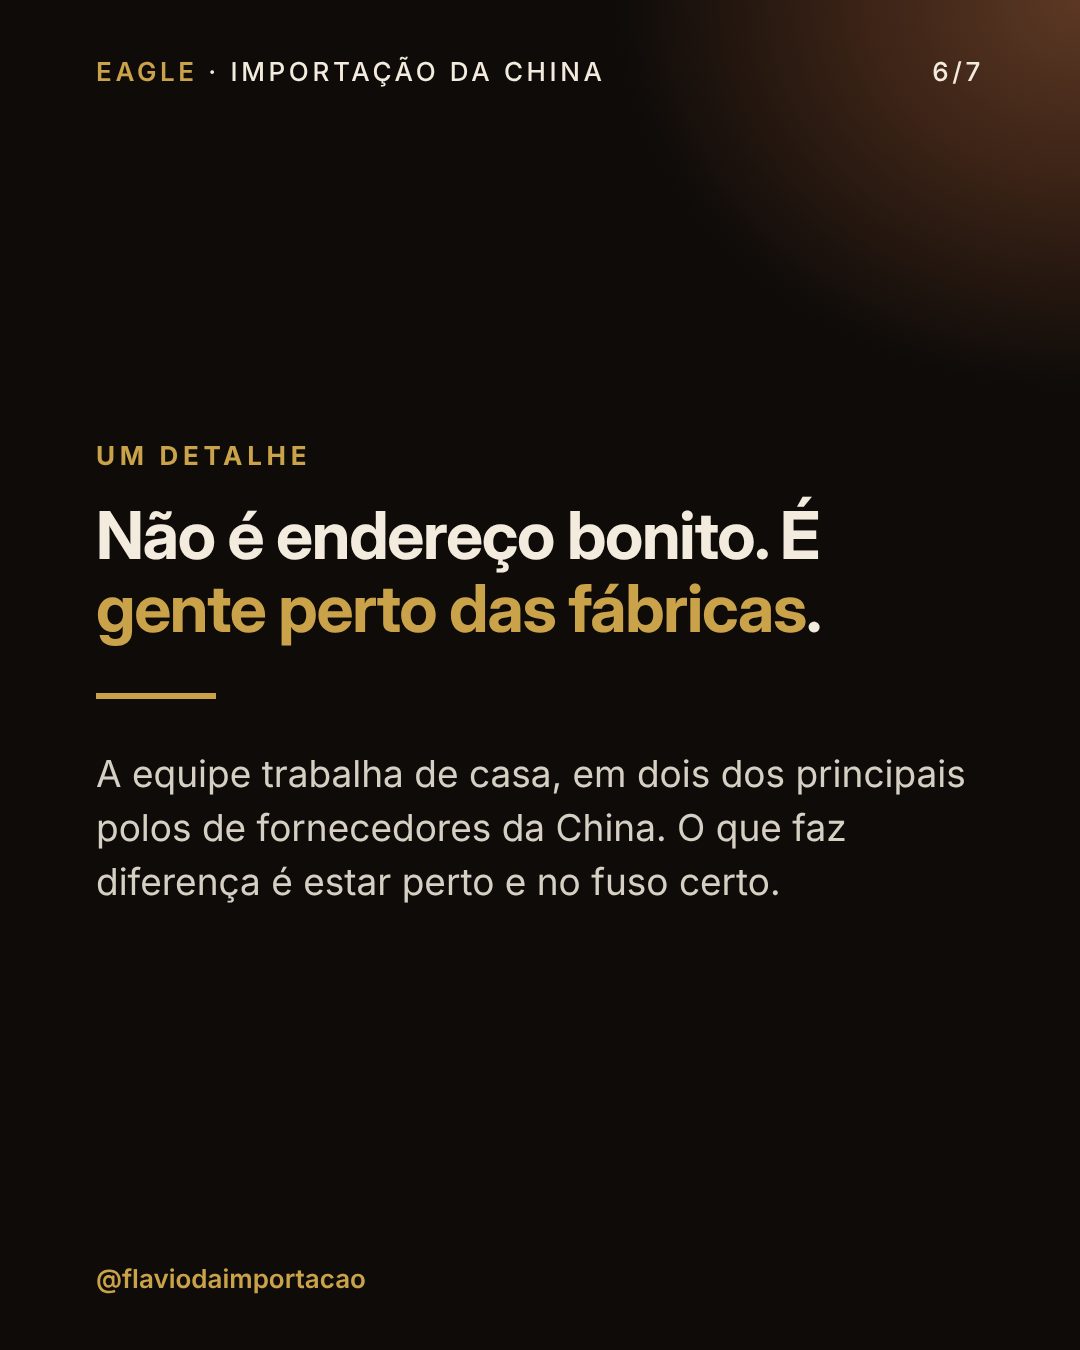 EAGLE · IMPORTAÇÃO DA CHINA
6/7
UM DETALHE
Não é endereço bonito. É
gente perto das fábricas.
A equipe trabalha de casa, em dois dos principais
polos de fornecedores da China. O que faz
diferença é estar perto e no fuso certo.
@flaviodaimportacao